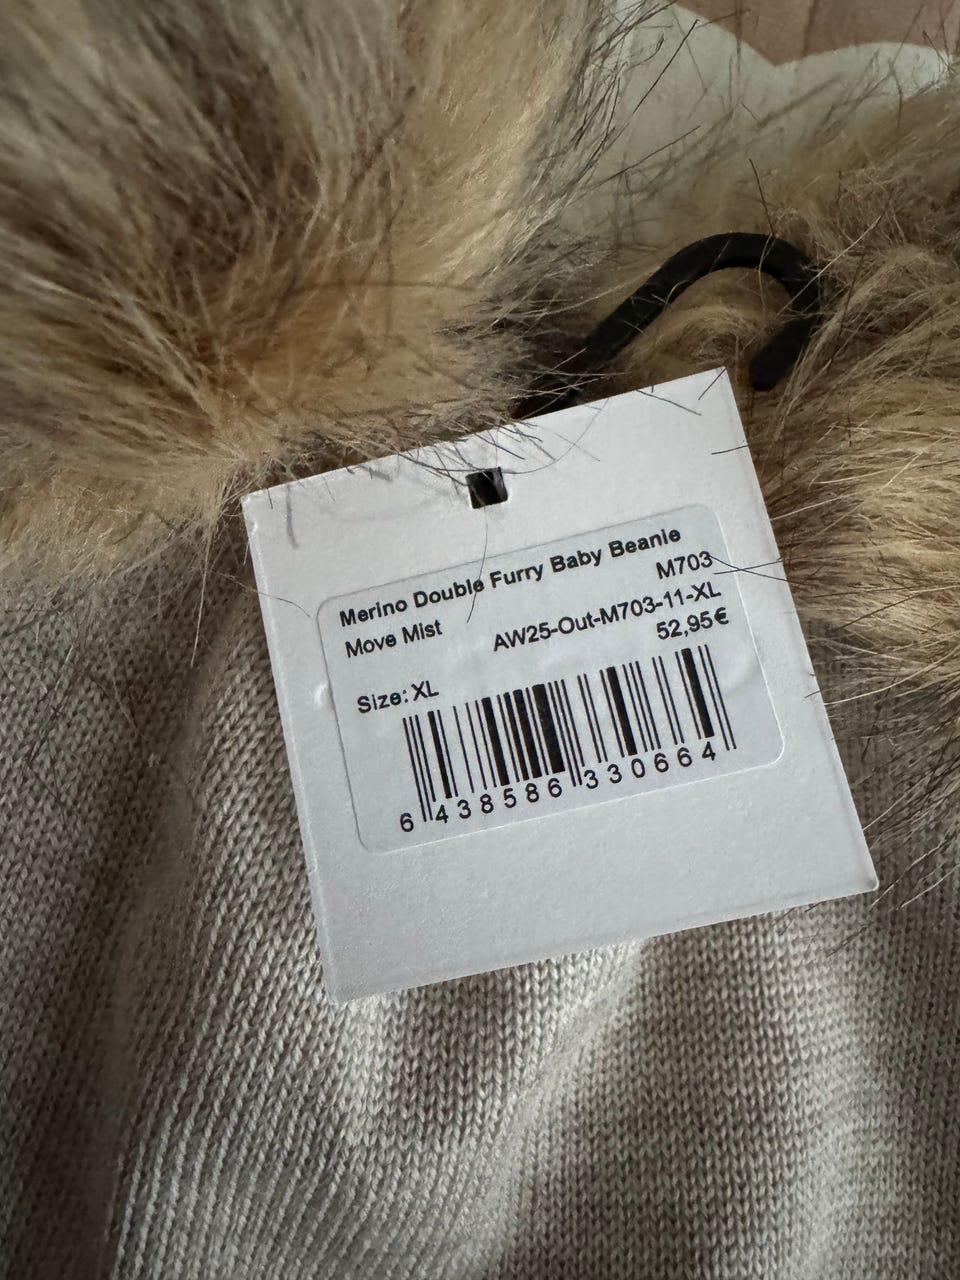 Merino Double Furry Baby Beanie
M703
Move Mist
AW25-Out-M703-11-XL
52,95€
Size: XL
6 438586 330664